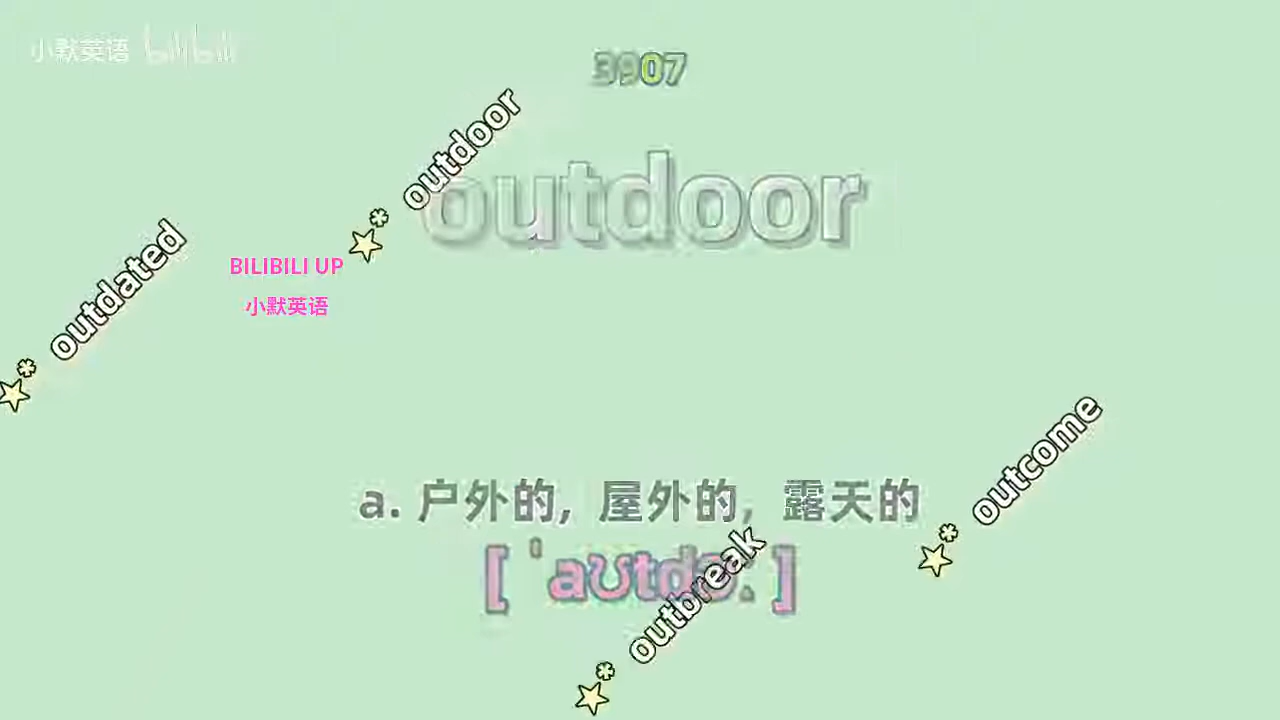 小默英语 bilibili
3907
outdoor
outdoor
outdated
BILIBILI UP
小默英语
outcome
a. 户外的, 屋外的, 露天的
[ ˈaʊtdɔː ]
outbreak